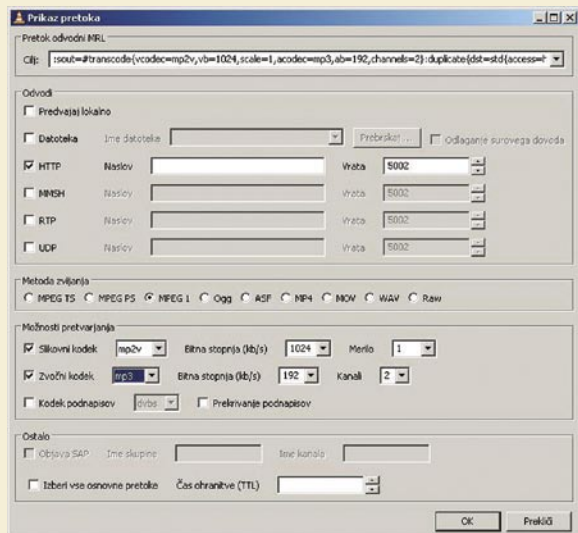 Prikaz pretoka
Pretok odvodni MRL
Cilj: :sout=#transcode{vcodec=mp2v,vb=1024,scale=1,acodec=mp3,ab=192,channels=2}:duplicate{dst=std{access=h
Odvodi
Predvajaj lokalno
Datoteka Ime datoteke Prebrskaj ... Odlaganje surovega dovoda
HTTP Naslov Vrata 5002
MMSH Naslov Vrata 5002
RTP Naslov Vrata 5002
UDP Naslov Vrata 5002
Metoda zvijanja
MPEG TS MPEG PS MPEG 1 Ogg ASF MP4 MOV WAV Raw
Možnosti pretvarjanja
Slikovni kodek mp2v Bitna stopnja (kb/s) 1024 Merilo 1
Zvočni kodek mp3 Bitna stopnja (kb/s) 192 Kanali 2
Kodek podnapisov dvbs Prekrivanje podnapisov
Ostalo
Objava SAP Ime skupine Ime kanala
Izberi vse osnovne pretoke Čas ohranitve (TTL)
OK Prekliči